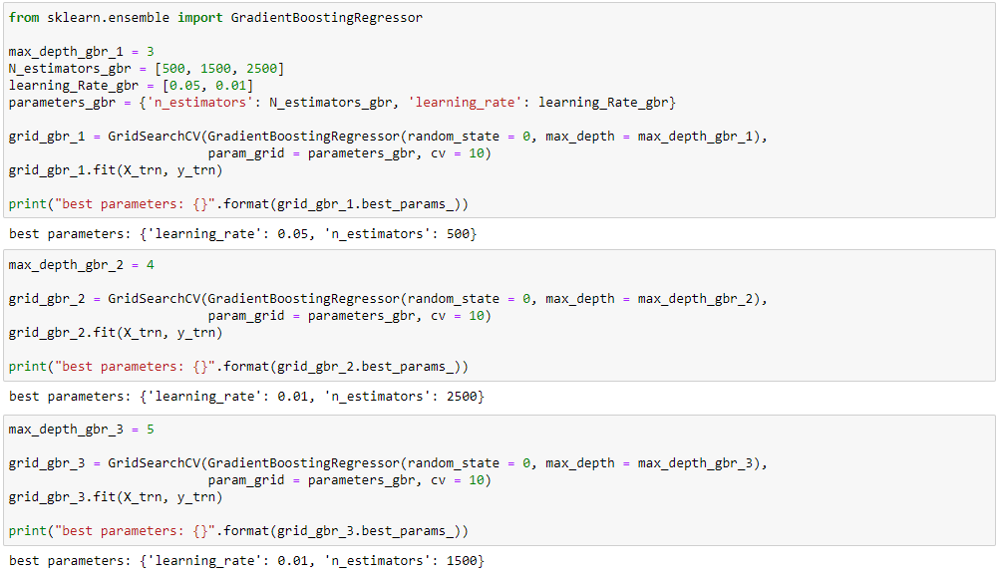 from sklearn.ensemble import GradientBoostingRegressor
max_depth_gbr_1 = 3
N_estimators_gbr = [500, 1500, 2500]
learning_Rate_gbr = [0.05, 0.01]
parameters_gbr = {'n_estimators': N_estimators_gbr, 'learning_rate': learning_Rate_gbr}
grid_gbr_1 = GridSearchCV(GradientBoostingRegressor(random_state = 0, max_depth = max_depth_gbr_1),
param_grid = parameters_gbr, cv = 10)
grid_gbr_1.fit(X_trn, y_trn)
print("best parameters: {}".format(grid_gbr_1.best_params_))
best parameters: {'learning_rate': 0.05, 'n_estimators': 500}
max_depth_gbr_2 = 4
grid_gbr_2 = GridSearchCV(GradientBoostingRegressor(random_state = 0, max_depth = max_depth_gbr_2),
param_grid = parameters_gbr, cv = 10)
grid_gbr_2.fit(X_trn, y_trn)
print("best parameters: {}".format(grid_gbr_2.best_params_))
best parameters: {'learning_rate': 0.01, 'n_estimators': 2500}
max_depth_gbr_3 = 5
grid_gbr_3 = GridSearchCV(GradientBoostingRegressor(random_state = 0, max_depth = max_depth_gbr_3),
param_grid = parameters_gbr, cv = 10)
grid_gbr_3.fit(X_trn, y_trn)
print("best parameters: {}".format(grid_gbr_3.best_params_))
best parameters: {'learning_rate': 0.01, 'n_estimators': 1500}